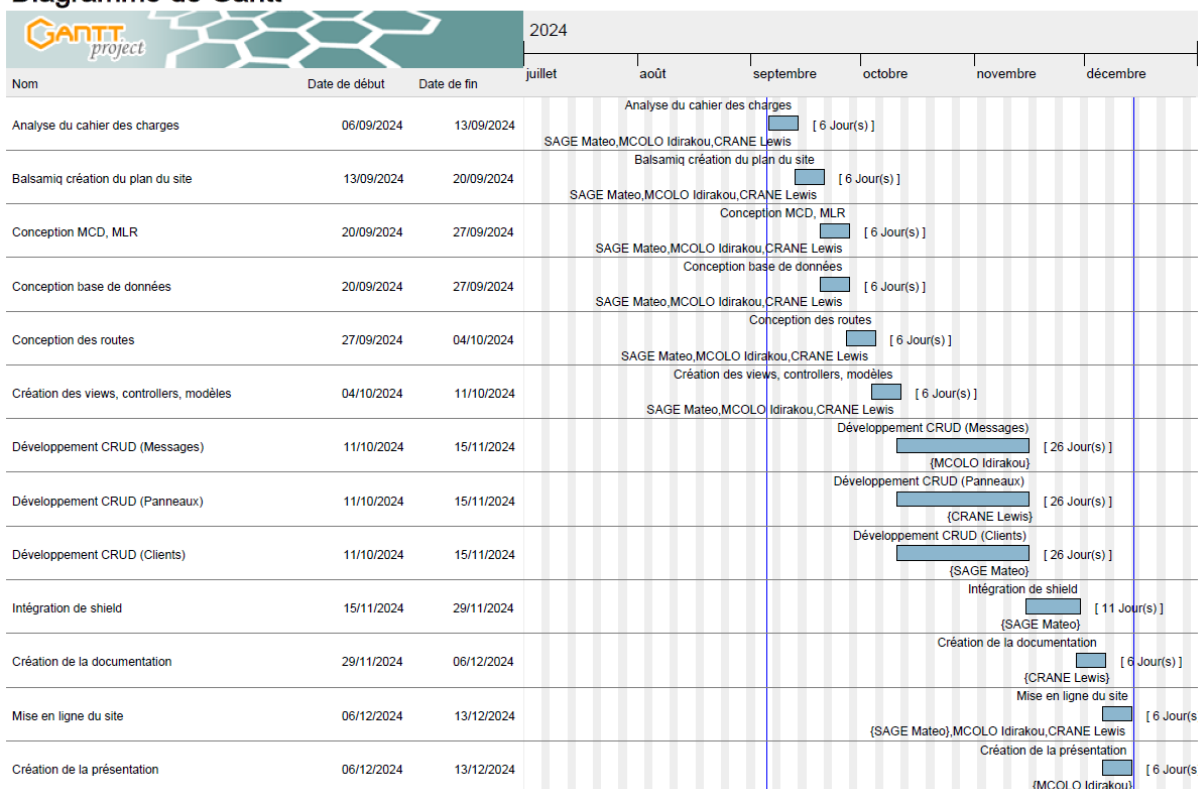 Diagramme de Gantt
GANTT
project
2024
juillet août septembre octobre novembre décembre
Nom Date de début Date de fin
Analyse du cahier des charges
Analyse du cahier des charges 06/09/2024 13/09/2024 [ 6 Jour(s) ]
SAGE Mateo,MCOLO Idirakou,CRANE Lewis
Balsamiq création du plan du site
Balsamiq création du plan du site 13/09/2024 20/09/2024 [ 6 Jour(s) ]
SAGE Mateo,MCOLO Idirakou,CRANE Lewis
Conception MCD, MLR
Conception MCD, MLR 20/09/2024 27/09/2024 [ 6 Jour(s) ]
SAGE Mateo,MCOLO Idirakou,CRANE Lewis
Conception base de données
Conception base de données 20/09/2024 27/09/2024 [ 6 Jour(s) ]
SAGE Mateo,MCOLO Idirakou,CRANE Lewis
Conception des routes
Conception des routes 27/09/2024 04/10/2024 [ 6 Jour(s) ]
SAGE Mateo,MCOLO Idirakou,CRANE Lewis
Création des views, controllers, modèles
Création des views, controllers, modèles 04/10/2024 11/10/2024 [ 6 Jour(s) ]
SAGE Mateo,MCOLO Idirakou,CRANE Lewis
Développement CRUD (Messages)
Développement CRUD (Messages) 11/10/2024 15/11/2024 [ 26 Jour(s) ]
{MCOLO Idirakou}
Développement CRUD (Panneaux)
Développement CRUD (Panneaux) 11/10/2024 15/11/2024 [ 26 Jour(s) ]
{CRANE Lewis}
Développement CRUD (Clients)
Développement CRUD (Clients) 11/10/2024 15/11/2024 [ 26 Jour(s) ]
{SAGE Mateo}
Intégration de shield
Intégration de shield 15/11/2024 29/11/2024 [ 11 Jour(s) ]
{SAGE Mateo}
Création de la documentation
Création de la documentation 29/11/2024 06/12/2024 [ 6 Jour(s) ]
{CRANE Lewis}
Mise en ligne du site
Mise en ligne du site 06/12/2024 13/12/2024 [ 6 Jour(s
{SAGE Mateo},MCOLO Idirakou,CRANE Lewis
Création de la présentation
Création de la présentation 06/12/2024 13/12/2024 [ 6 Jour(s
{MCOLO Idirakou}